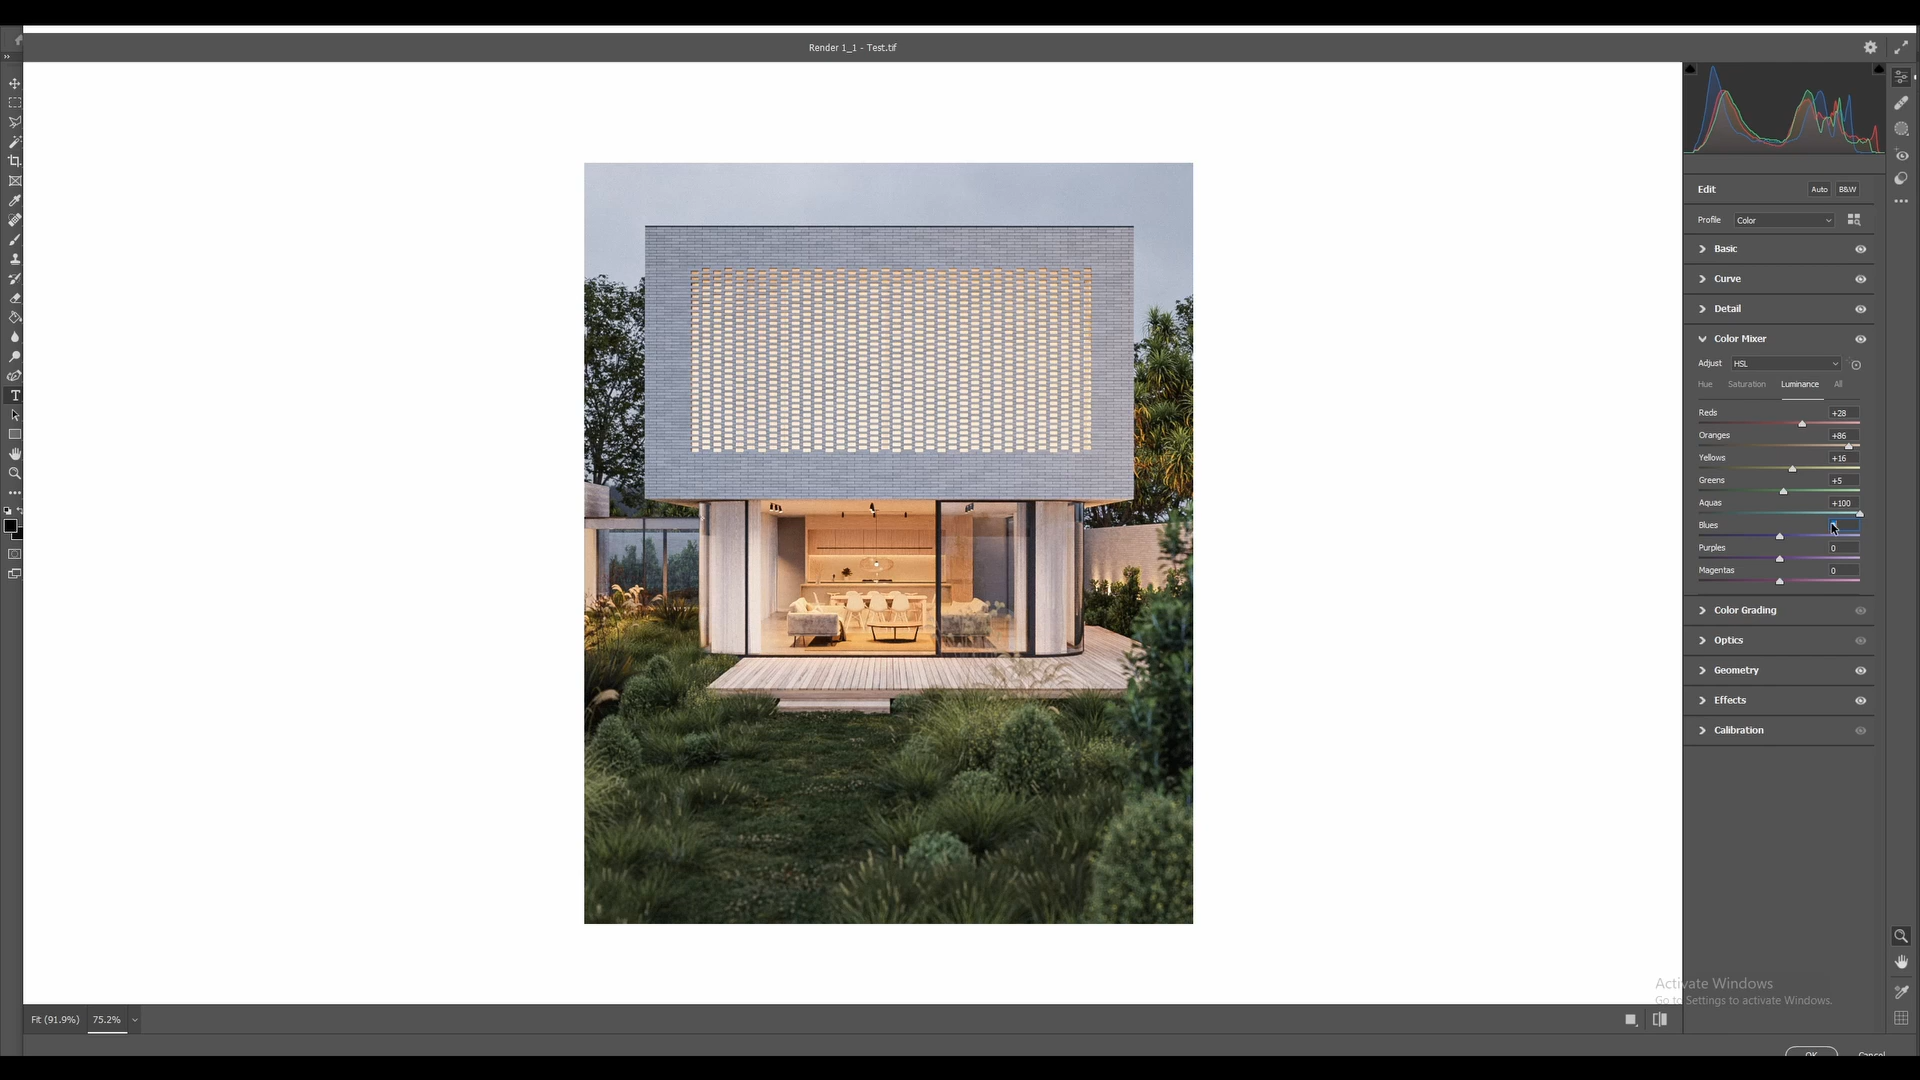 Render 1_1 - Test.tif
Edit
Auto
B&W
Profile
Color
Basic
Curve
Detail
Color Mixer
Adjust
HSL
Hue Saturation Luminance All
Reds +28
Oranges +86
Yellows +16
Greens +5
Aquas +100
Blues
Purples 0
Magentas 0
Color Grading
Optics
Geometry
Effects
Calibration
Activate Windows
Go to Settings to activate Windows.
Fit (91.9%) 75.2%
OK Cancel